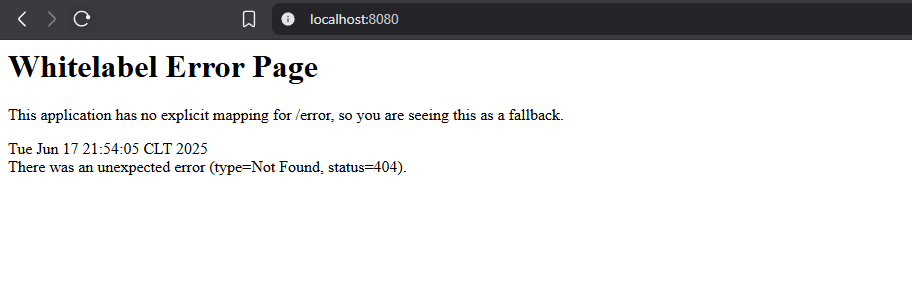 localhost:8080
Whitelabel Error Page
This application has no explicit mapping for /error, so you are seeing this as a fallback.
Tue Jun 17 21:54:05 CLT 2025
There was an unexpected error (type=Not Found, status=404).